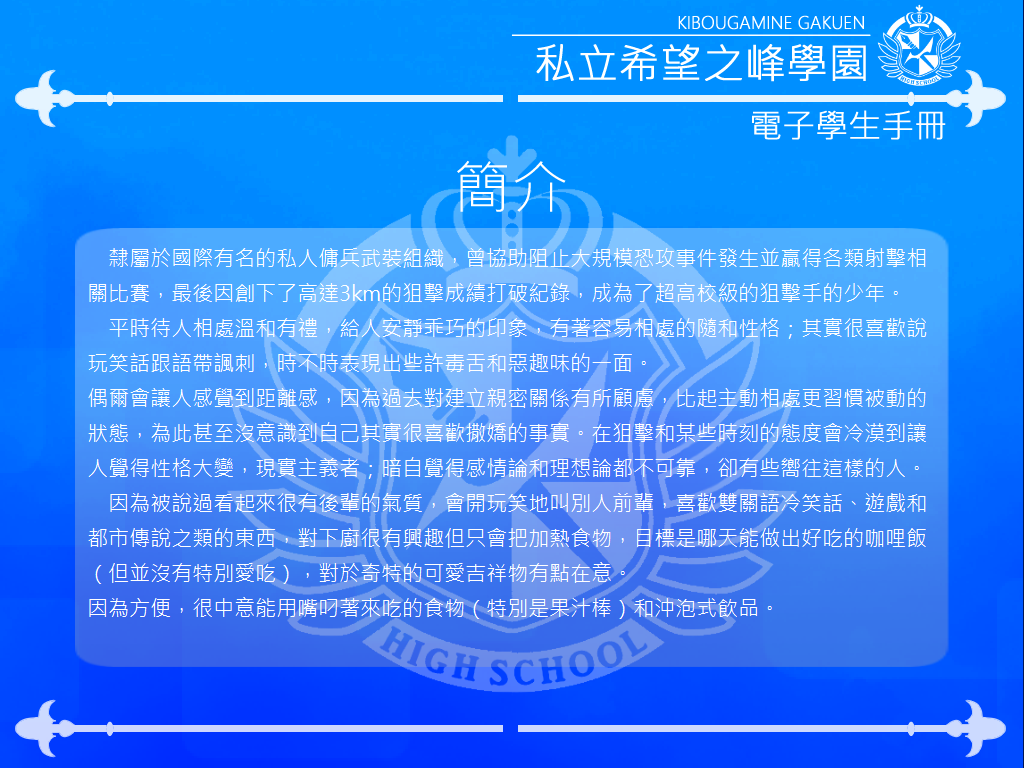 KIBOUGAMINE GAKUEN
私立希望之峰學園
HIGH SCHOOL
電子學生手冊
簡介
隸屬於國際有名的私人傭兵武裝組織，曾協助阻止大規模恐攻事件發生並贏得各類射擊相
關比賽，最後因創下了高達3km的狙擊成績打破紀錄，成為了超高校級的狙擊手的少年。
平時待人相處溫和有禮，給人安靜乖巧的印象，有著容易相處的隨和性格；其實很喜歡說
玩笑話跟語帶諷刺，時不時表現出些許毒舌和惡趣味的一面。
偶爾會讓人感覺到距離感，因為過去對建立親密關係有所顧慮，比起主動相處更習慣被動的
狀態，為此甚至沒意識到自己其實很喜歡撒嬌的事實。在狙擊和某些時刻的態度會冷漠到讓
人覺得性格大變，現實主義者；暗自覺得感情論和理想論都不可靠，卻有些嚮往這樣的人。
因為被說過看起來很有後輩的氣質，會開玩笑地叫別人前輩，喜歡雙關語冷笑話、遊戲和
都市傳說之類的東西，對下廚很有興趣但只會把加熱食物，目標是哪天能做出好吃的咖哩飯
（但並沒有特別愛吃），對於奇特的可愛吉祥物有點在意。
因為方便，很中意能用嘴叼著來吃的食物（特別是果汁棒）和沖泡式飲品。
HIGH SCHOOL